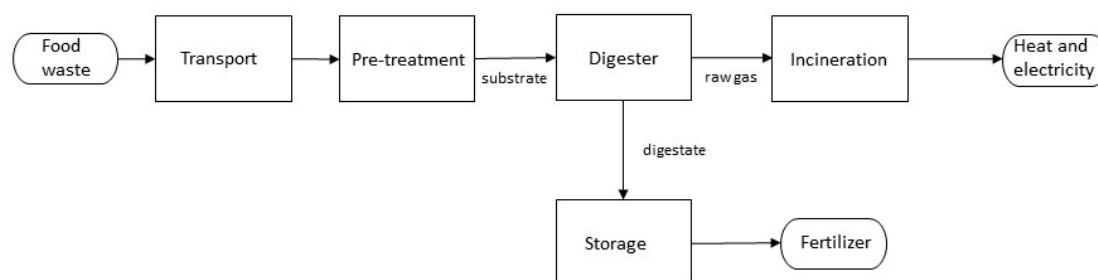 Food
waste
Transport
Pre-treatment
substrate
Digester
raw gas
Incineration
Heat and
electricity
digestate
Storage
Fertilizer